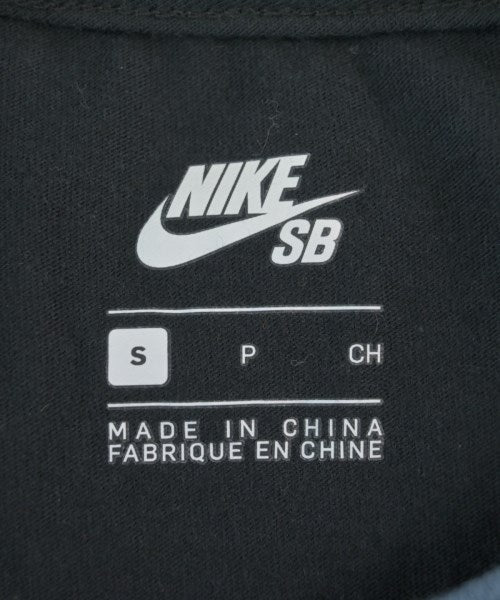 NIKE
SB
S P CH
MADE IN CHINA
FABRIQUE EN CHINE